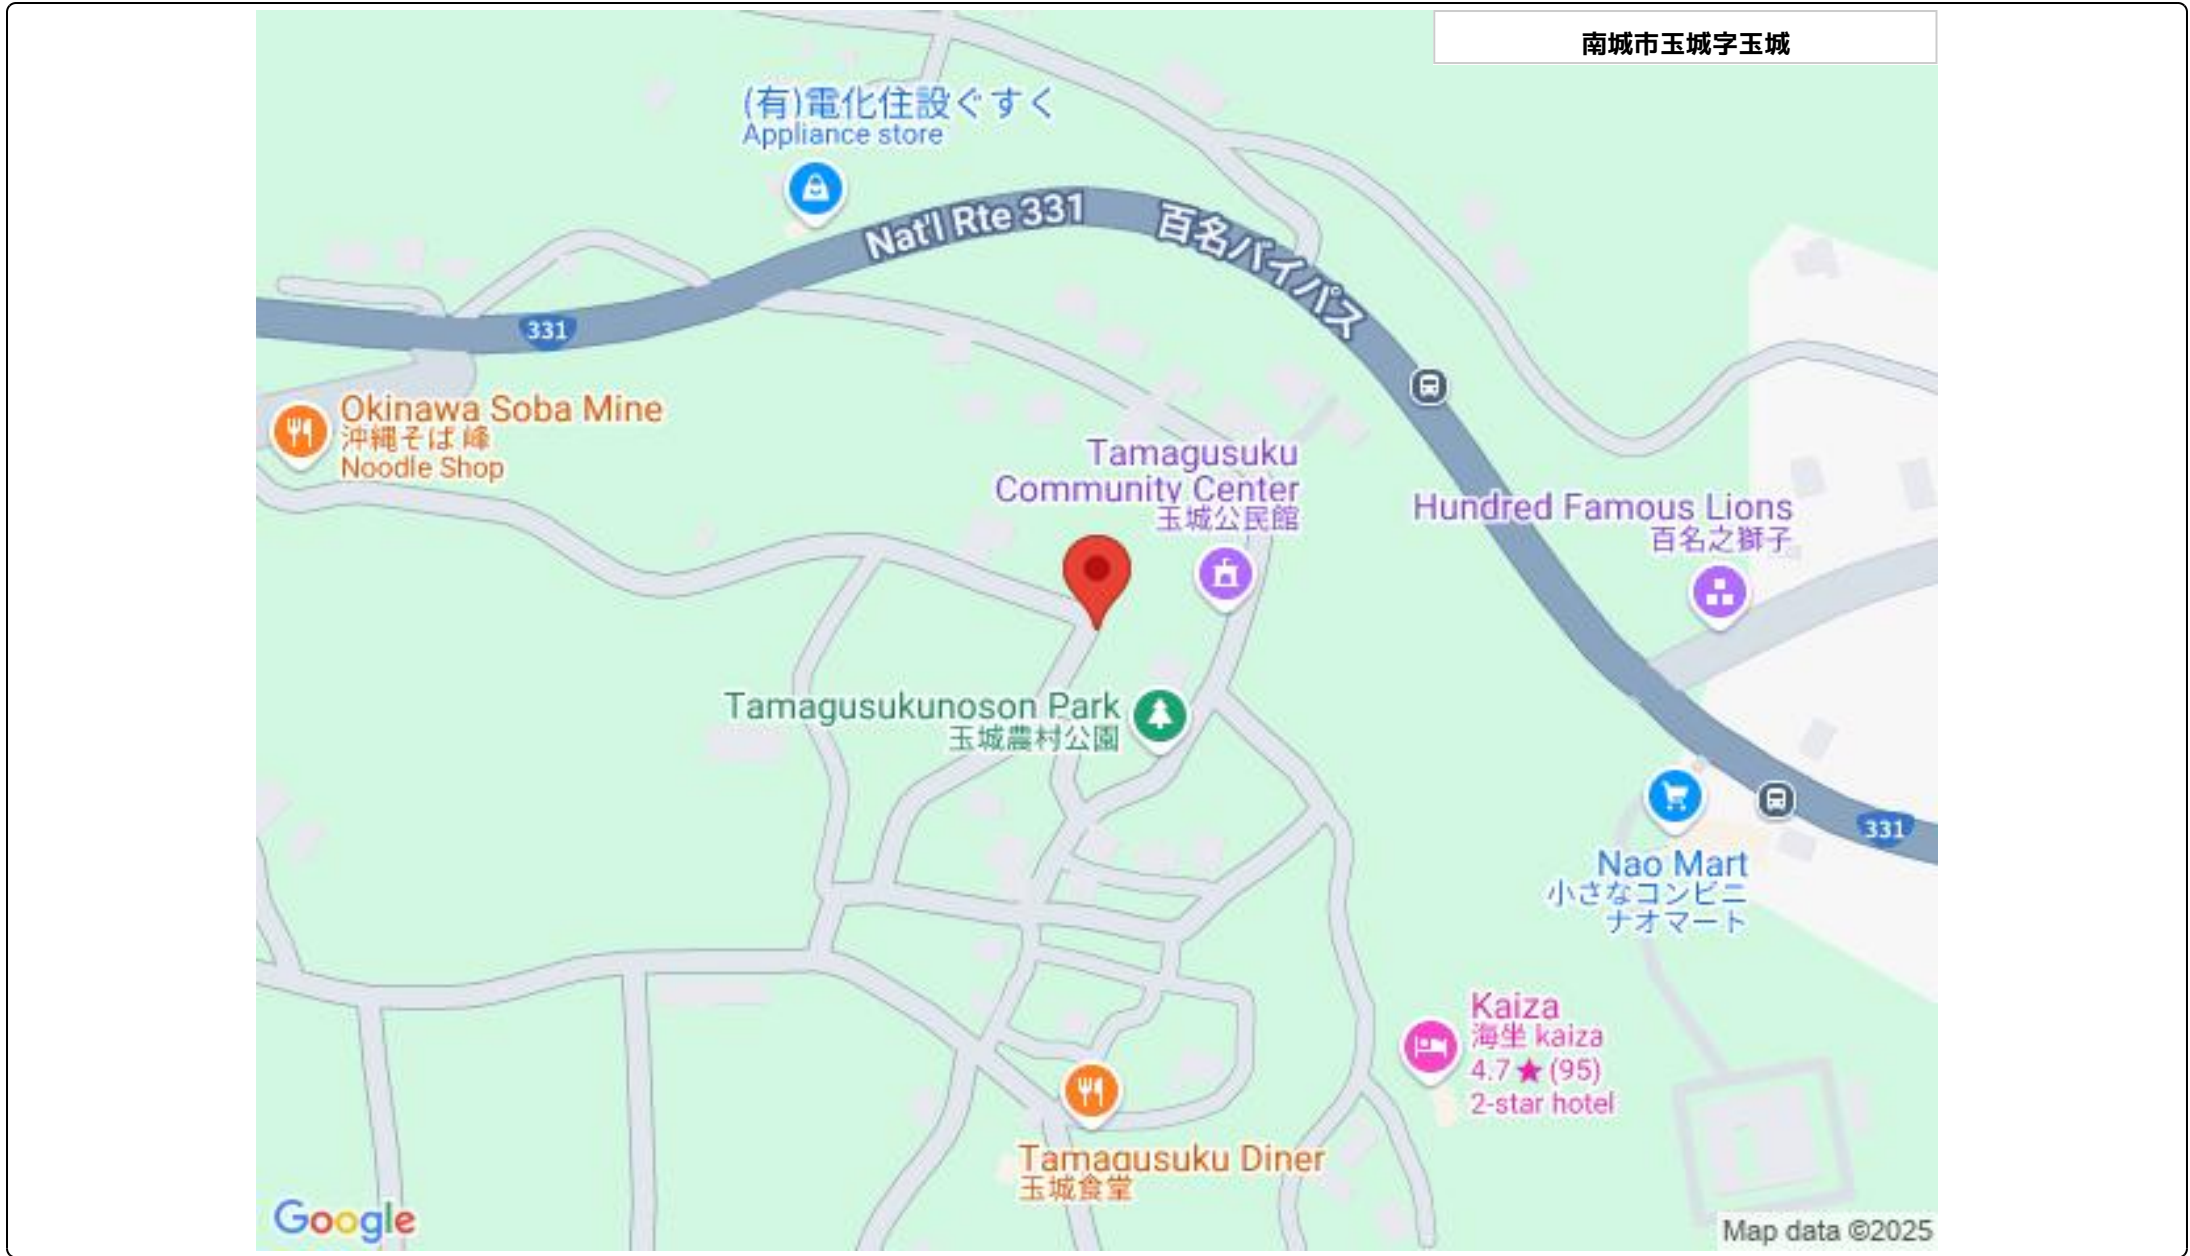 南城市玉城字玉城
(有)電化住設ぐすく
Appliance store
Nat'l Rte 331
百名バイパス
331
Okinawa Soba Mine
沖縄そば 峰
Noodle Shop
Tamagusuku
Community Center
玉城公民館
Hundred Famous Lions
百名之獅子
Tamagusukunoson Park
玉城農村公園
331
Nao Mart
小さなコンビニ
ナオマート
Kaiza
海坐 kaiza
4.7★(95)
2-star hotel
Tamagusuku Diner
玉城食堂
Google
Map data ©2025